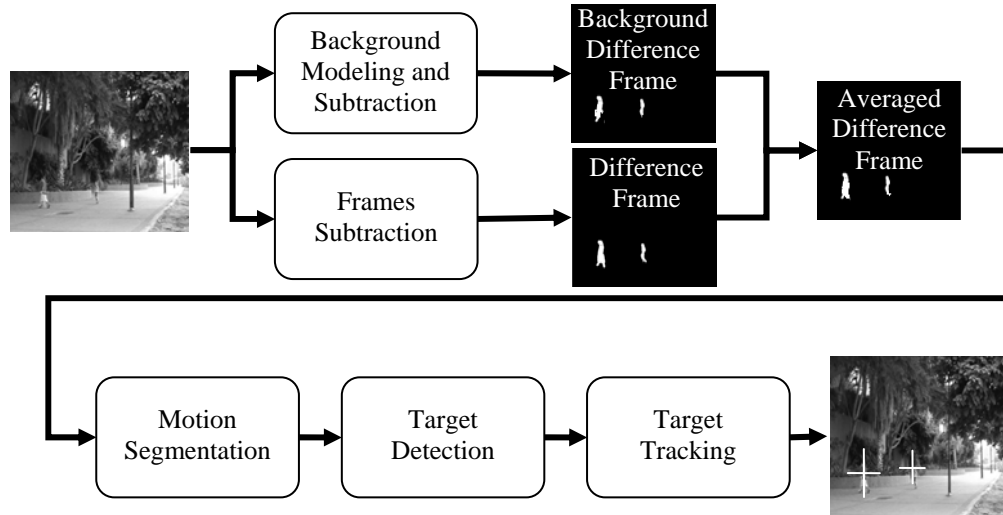 Background
Modeling and
Subtraction
Background
Difference
Frame
Averaged
Difference
Frame
Frames
Subtraction
Difference
Frame
Motion
Segmentation
Target
Detection
Target
Tracking